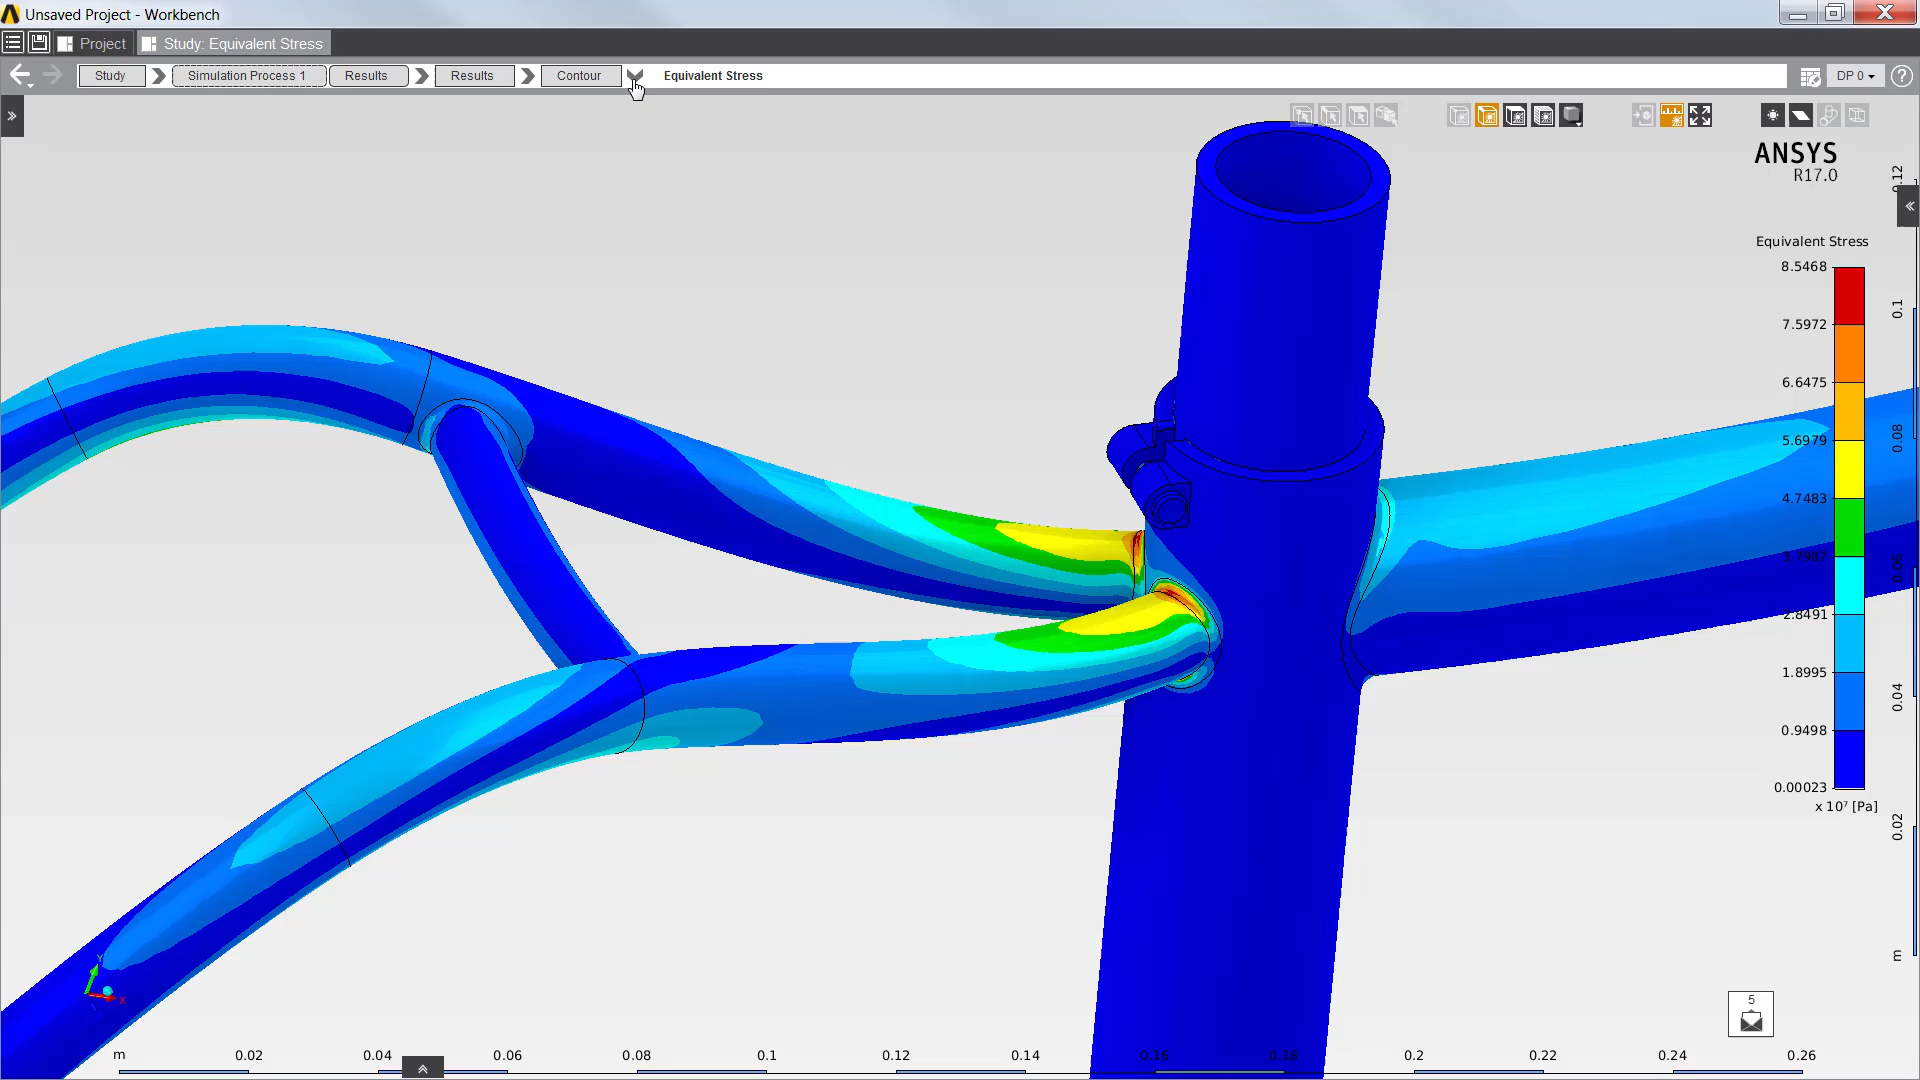 Unsaved Project - Workbench
Project
Study: Equivalent Stress
Study
Simulation Process 1
Results
Results
Contour
Equivalent Stress
DP 0
?
ANSYS
R17.0
Equivalent Stress
8.5468
7.5972
6.6475
5.6979
4.7483
3.7987
2.8491
1.8995
0.9498
0.00023
x 10⁷ [Pa]
0.12
0.1
0.08
0.06
0.04
0.02
m
Y
X
5
m
0.02
0.04
0.06
0.08
0.1
0.12
0.14
0.16
0.18
0.2
0.22
0.24
0.26